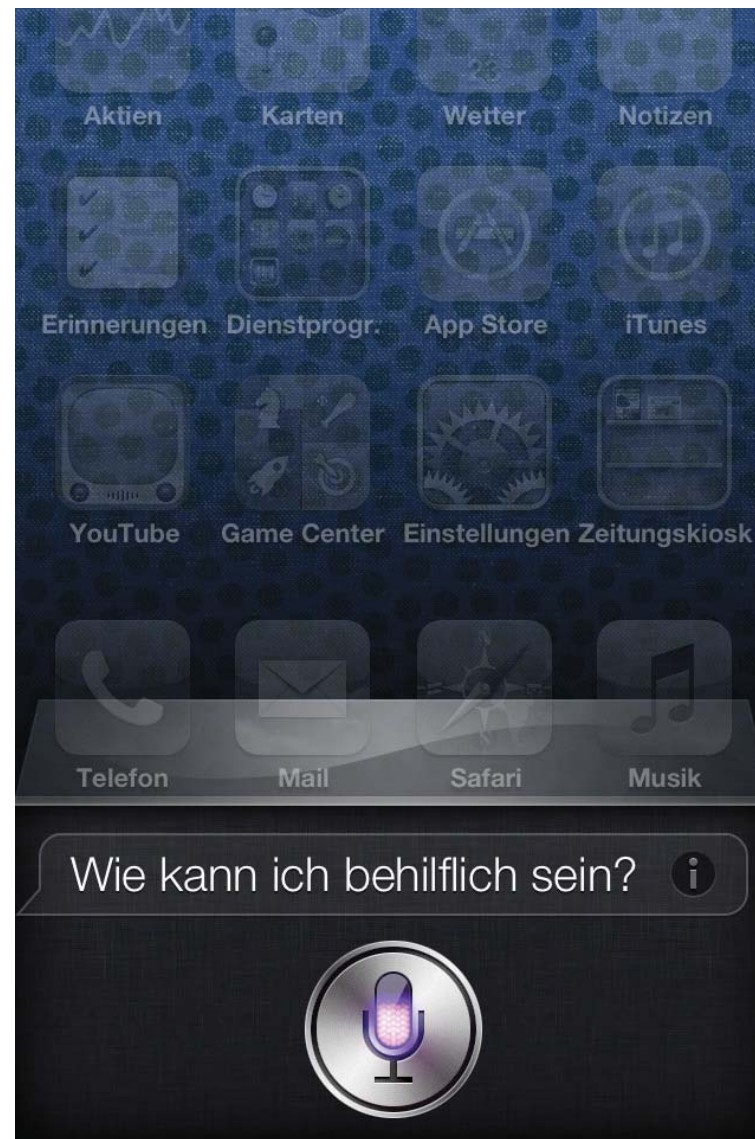 Aktien Karten Wetter Notizen
23
Erinnerungen Dienstprogr. App Store iTunes
YouTube Game Center Einstellungen Zeitungskiosk
N
Telefon Mail Safari Musik
Wie kann ich behilflich sein? i